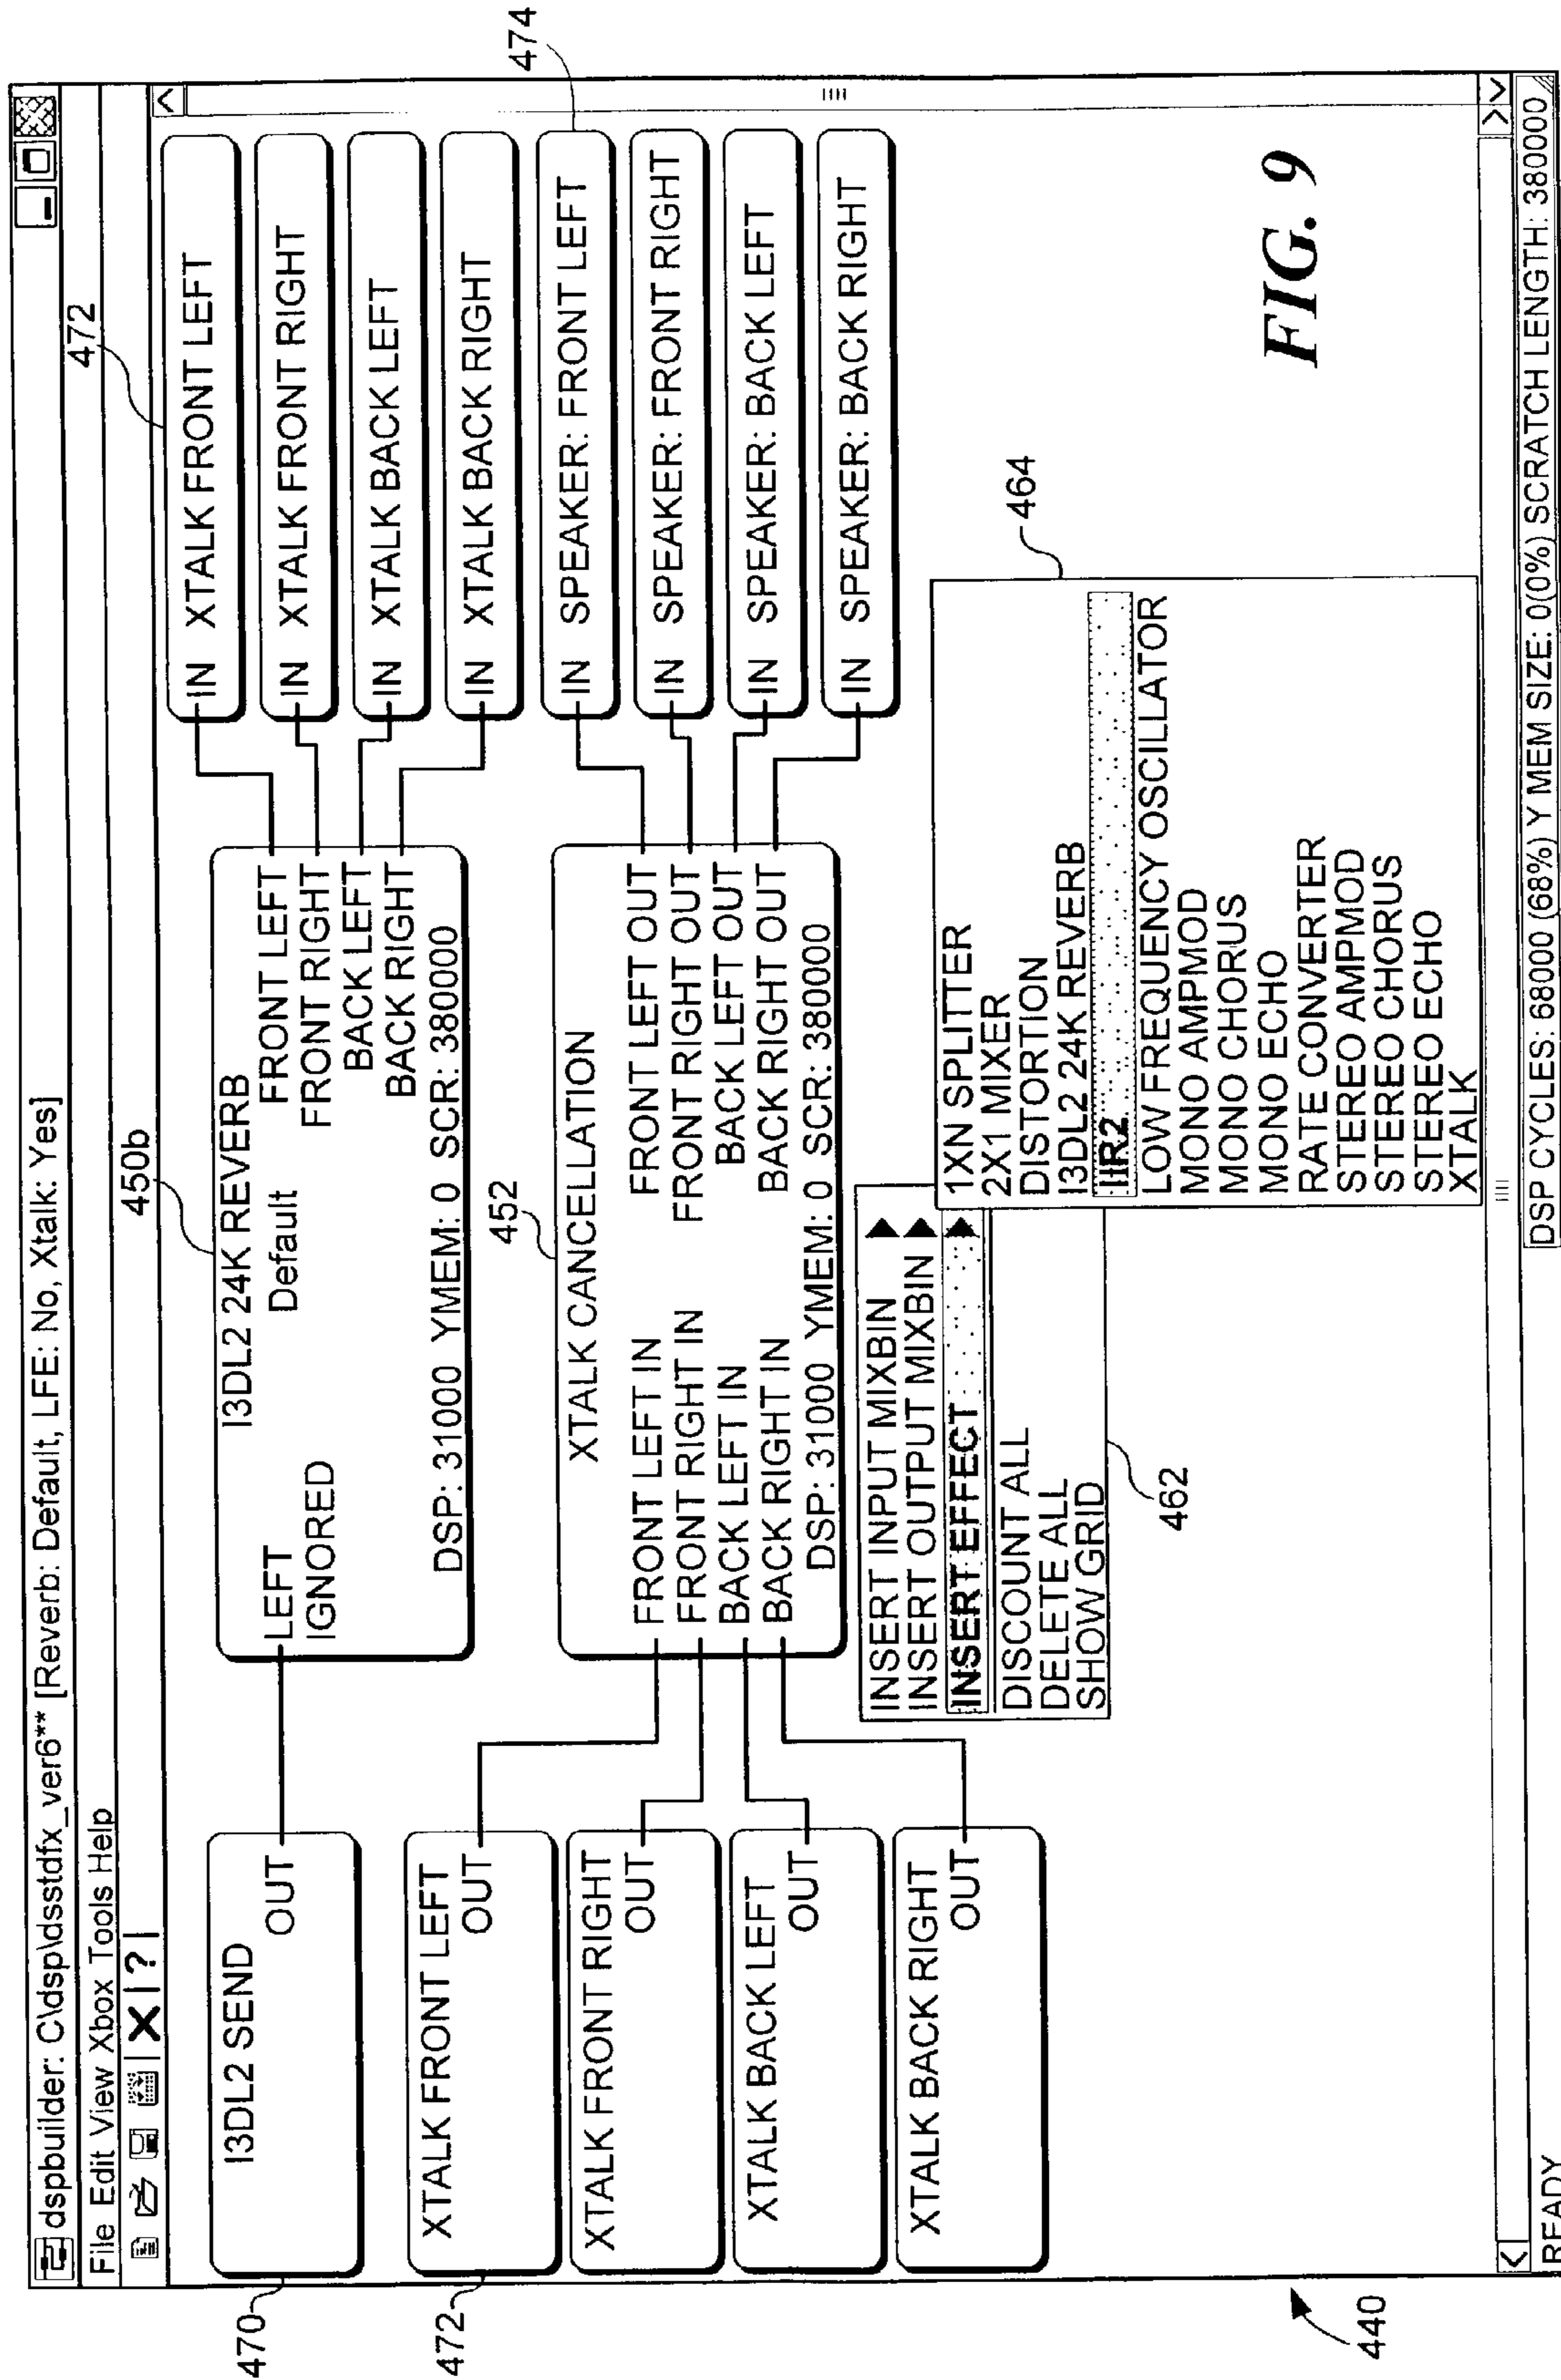 dspbuilder: C\dsp\dsstdfx_ver6** [Reverb: Default, LFE: No, Xtalk: Yes]
File Edit View Xbox Tools Help
X | ? |
472
450b
470
I3DL2 SEND
OUT
I3DL2 24K REVERB
Default
LEFT
IGNORED
FRONT LEFT
FRONT RIGHT
BACK LEFT
BACK RIGHT
DSP: 31000 YMEM: 0 SCR: 380000
IN XTALK FRONT LEFT
IN XTALK FRONT RIGHT
IN XTALK BACK LEFT
IN XTALK BACK RIGHT
474
472
XTALK FRONT LEFT
OUT
XTALK FRONT RIGHT
OUT
XTALK BACK LEFT
OUT
XTALK BACK RIGHT
OUT
452
XTALK CANCELLATION
FRONT LEFT IN
FRONT RIGHT IN
BACK LEFT IN
BACK RIGHT IN
FRONT LEFT OUT
FRONT RIGHT OUT
BACK LEFT OUT
BACK RIGHT OUT
DSP: 31000 YMEM: 0 SCR: 380000
IN SPEAKER: FRONT LEFT
IN SPEAKER: FRONT RIGHT
IN SPEAKER: BACK LEFT
IN SPEAKER: BACK RIGHT
INSERT INPUT MIXBIN
INSERT OUTPUT MIXBIN
INSERT EFFECT
DISCOUNT ALL
DELETE ALL
SHOW GRID
462
1XN SPLITTER
2X1 MIXER
DISTORTION
I3DL2 24K REVERB
IIR2
LOW FREQUENCY OSCILLATOR
MONO AMPMOD
MONO CHORUS
MONO ECHO
RATE CONVERTER
STEREO AMPMOD
STEREO CHORUS
STEREO ECHO
XTALK
464
FIG. 9
440
READY
DSP CYCLES: 68000 (68%) Y MEM SIZE: 0(0%) SCRATCH LENGTH: 380000